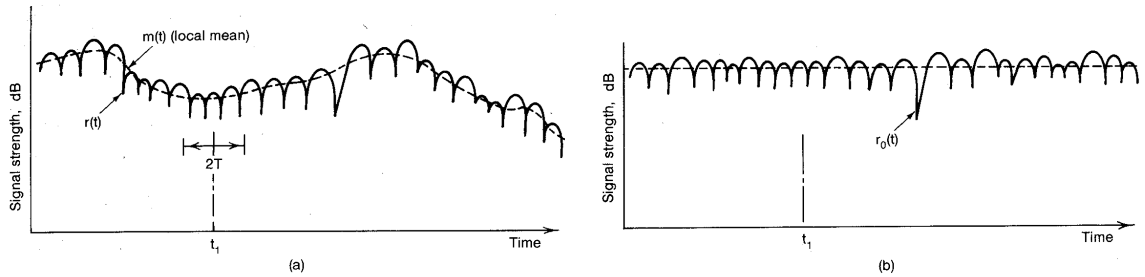 (a)
Signal strength, dB
m(t) (local mean)
r(t)
2T
t₁
Time
(b)
Signal strength, dB
r₀(t)
t₁
Time